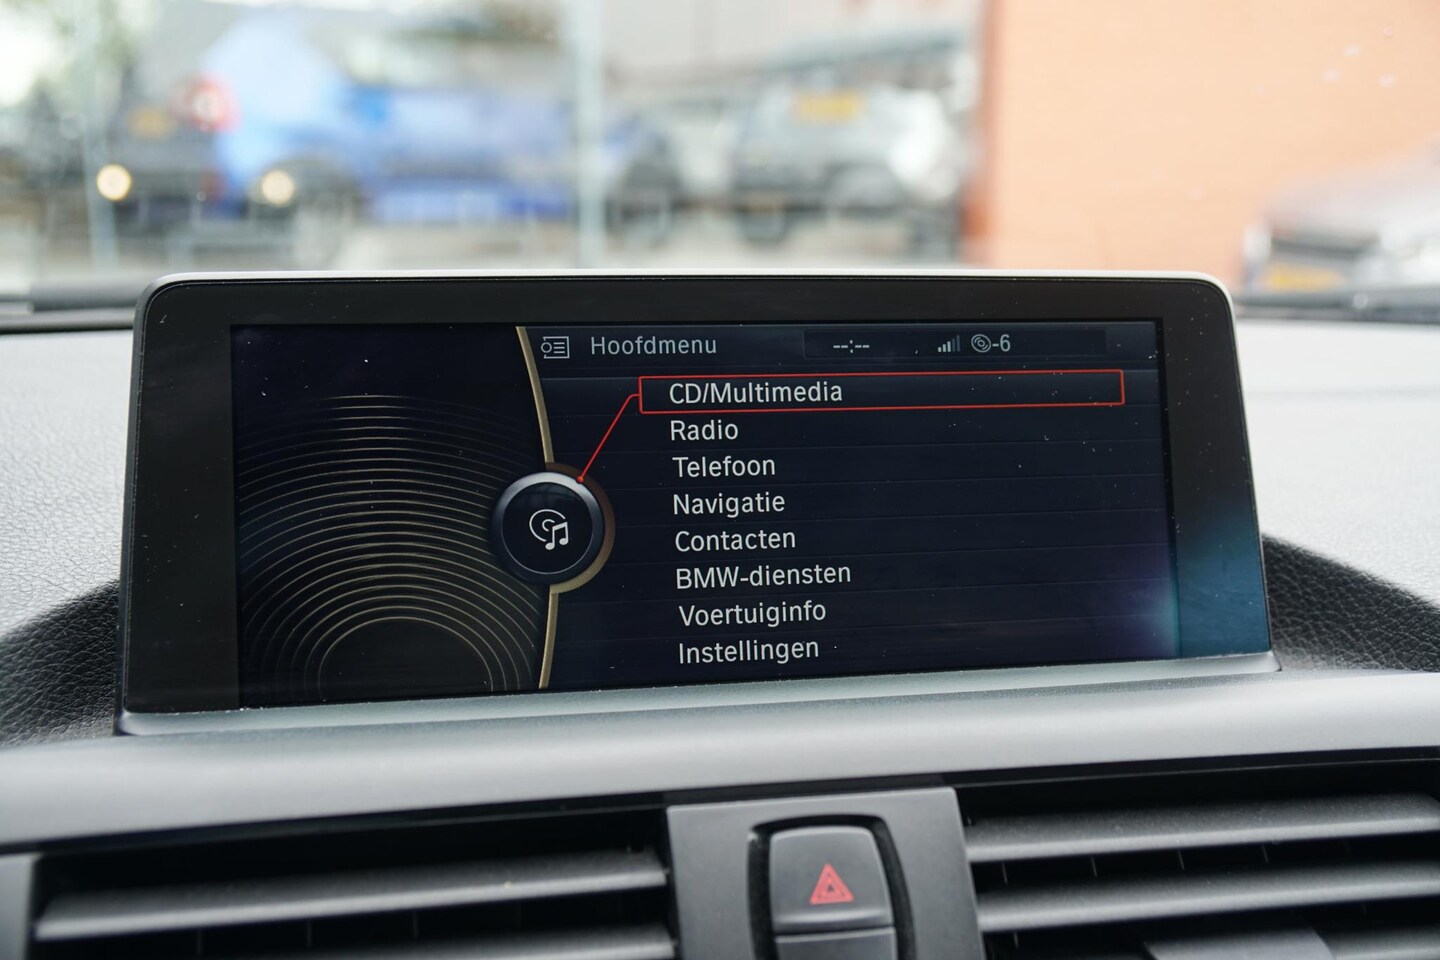 Hoofdmenu --:-- -6
CD/Multimedia
Radio
Telefoon
Navigatie
Contacten
BMW-diensten
Voertuiginfo
Instellingen